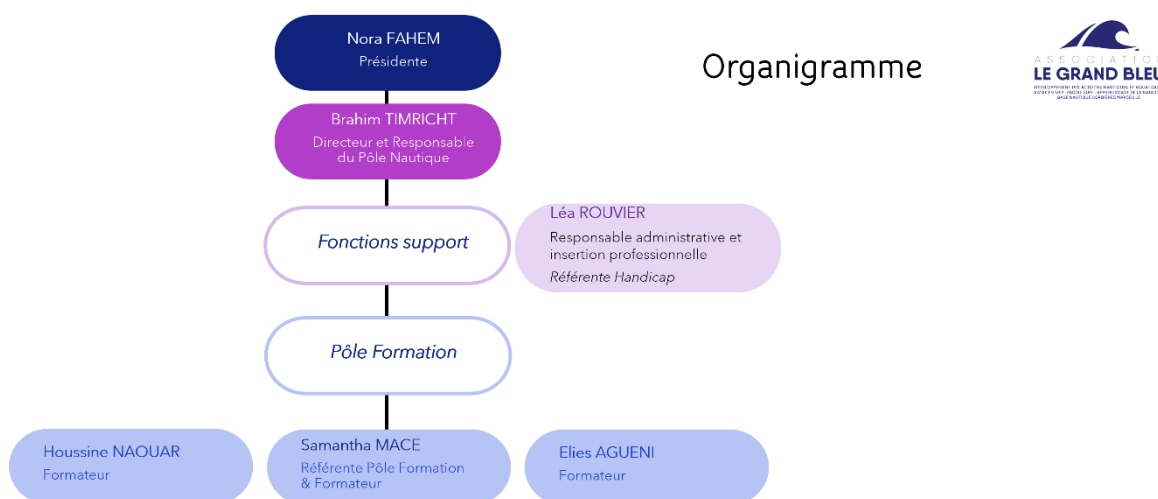 Nora FAHEM
Présidente
Organigramme
ASSOCIATION
LE GRAND BLEU
Brahim TIMRICHT
Directeur et Responsable
du Pôle Nautique
Fonctions support
Léa ROUVIER
Responsable administrative et
insertion professionnelle
Référente Handicap
Pôle Formation
Houssine NAOUAR
Formateur
Samantha MACE
Référente Pôle Formation
& Formateur
Elies AGUENI
Formateur